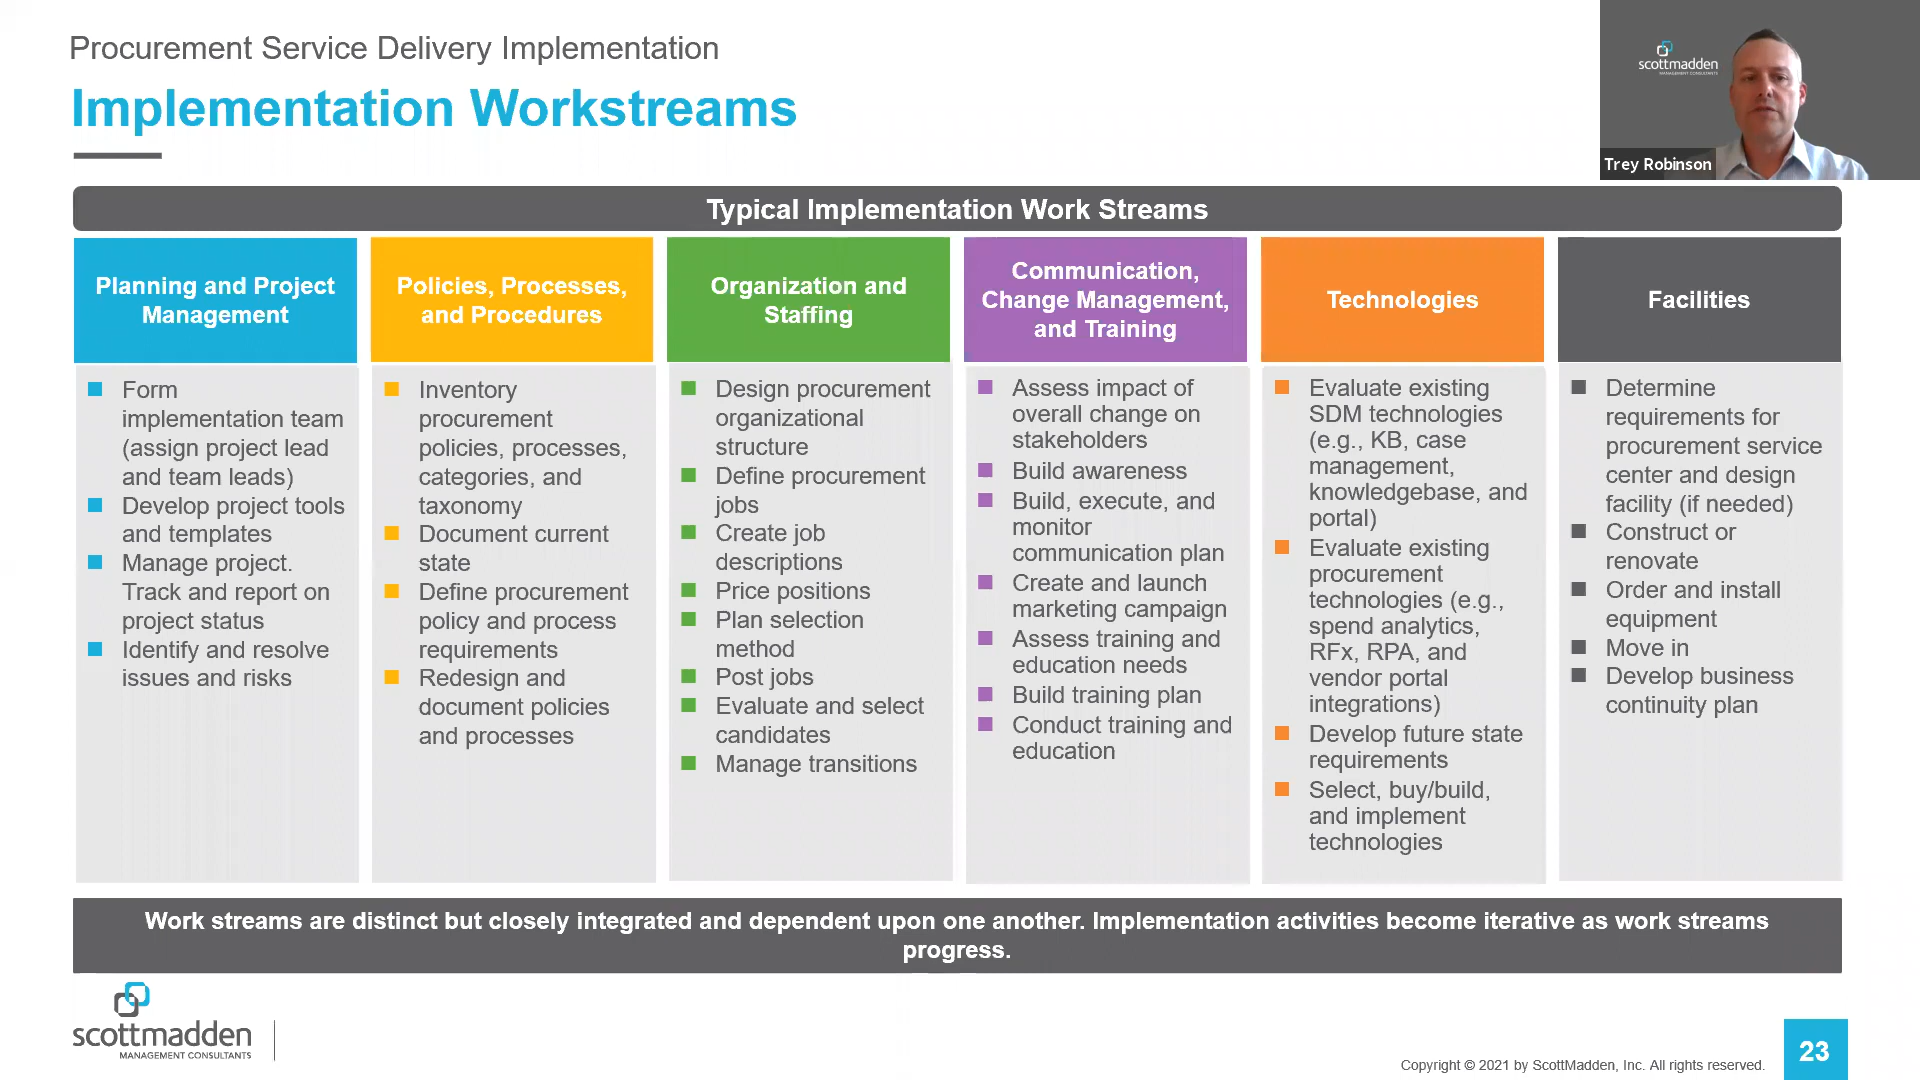 Procurement Service Delivery Implementation
Implementation Workstreams
scottmadden
MANAGEMENT CONSULTANTS
Trey Robinson
Typical Implementation Work Streams
Planning and Project
Management
Form
implementation team
(assign project lead
and team leads)
Develop project tools
and templates
Manage project.
Track and report on
project status
Identify and resolve
issues and risks
Policies, Processes,
and Procedures
Inventory
procurement
policies, processes,
categories, and
taxonomy
Document current
state
Define procurement
policy and process
requirements
Redesign and
document policies
and processes
Organization and
Staffing
Design procurement
organizational
structure
Define procurement
jobs
Create job
descriptions
Price positions
Plan selection
method
Post jobs
Evaluate and select
candidates
Manage transitions
Communication,
Change Management,
and Training
Assess impact of
overall change on
stakeholders
Build awareness
Build, execute, and
monitor
communication plan
Create and launch
marketing campaign
Assess training and
education needs
Build training plan
Conduct training and
education
Technologies
Evaluate existing
SDM technologies
(e.g., KB, case
management,
knowledgebase, and
portal)
Evaluate existing
procurement
technologies (e.g.,
spend analytics,
RFx, RPA, and
vendor portal
integrations)
Develop future state
requirements
Select, buy/build,
and implement
technologies
Facilities
Determine
requirements for
procurement service
center and design
facility (if needed)
Construct or
renovate
Order and install
equipment
Move in
Develop business
continuity plan
Work streams are distinct but closely integrated and dependent upon one another. Implementation activities become iterative as work streams
progress.
scottmadden
MANAGEMENT CONSULTANTS
Copyright © 2021 by ScottMadden, Inc. All rights reserved.
23